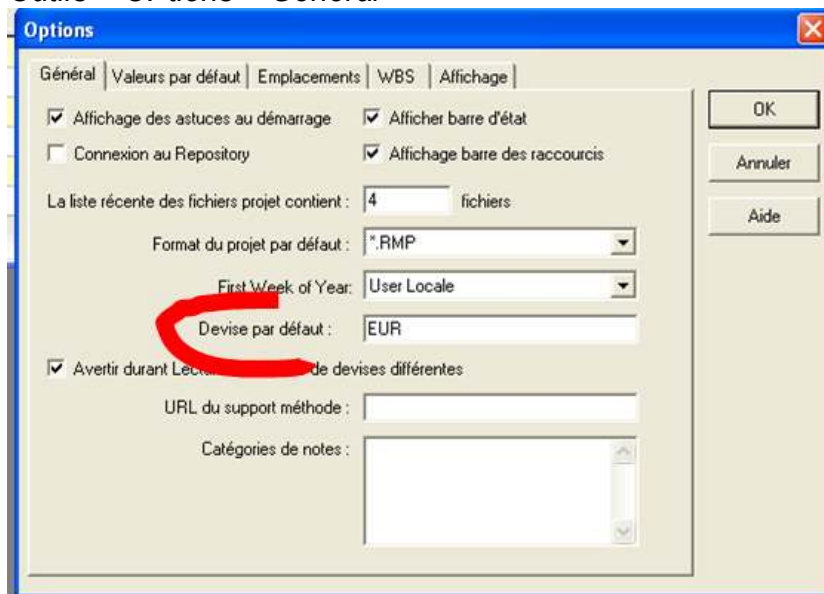 Options
Général Valeurs par défaut Emplacements WBS Affichage
Affichage des astuces au démarrage Afficher barre d'état
OK
Connexion au Repository Affichage barre des raccourcis
Annuler
La liste récente des fichiers projet contient : 4 fichiers
Aide
Format du projet par défaut : *.RMP
First Week of Year: User Locale
Devise par défaut : EUR
Avertir durant de devises différentes
URL du support méthode :
Catégories de notes :